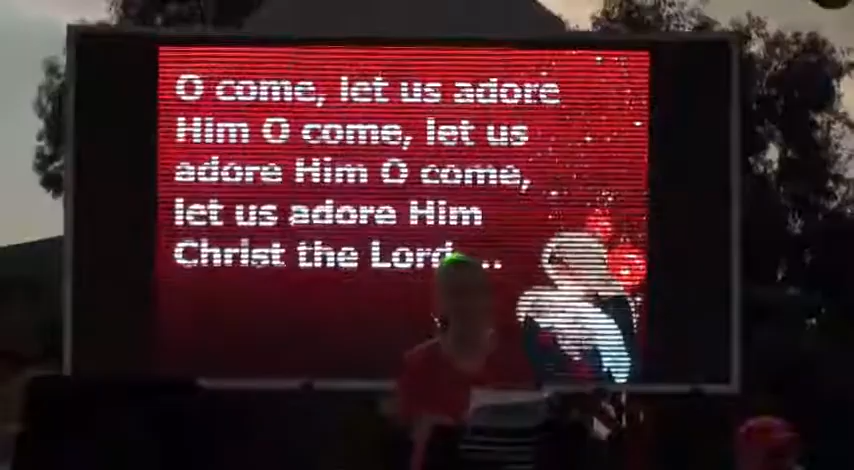 O come, let us adore
Him O come, let us
adore Him O come,
let us adore Him
Christ the Lord...